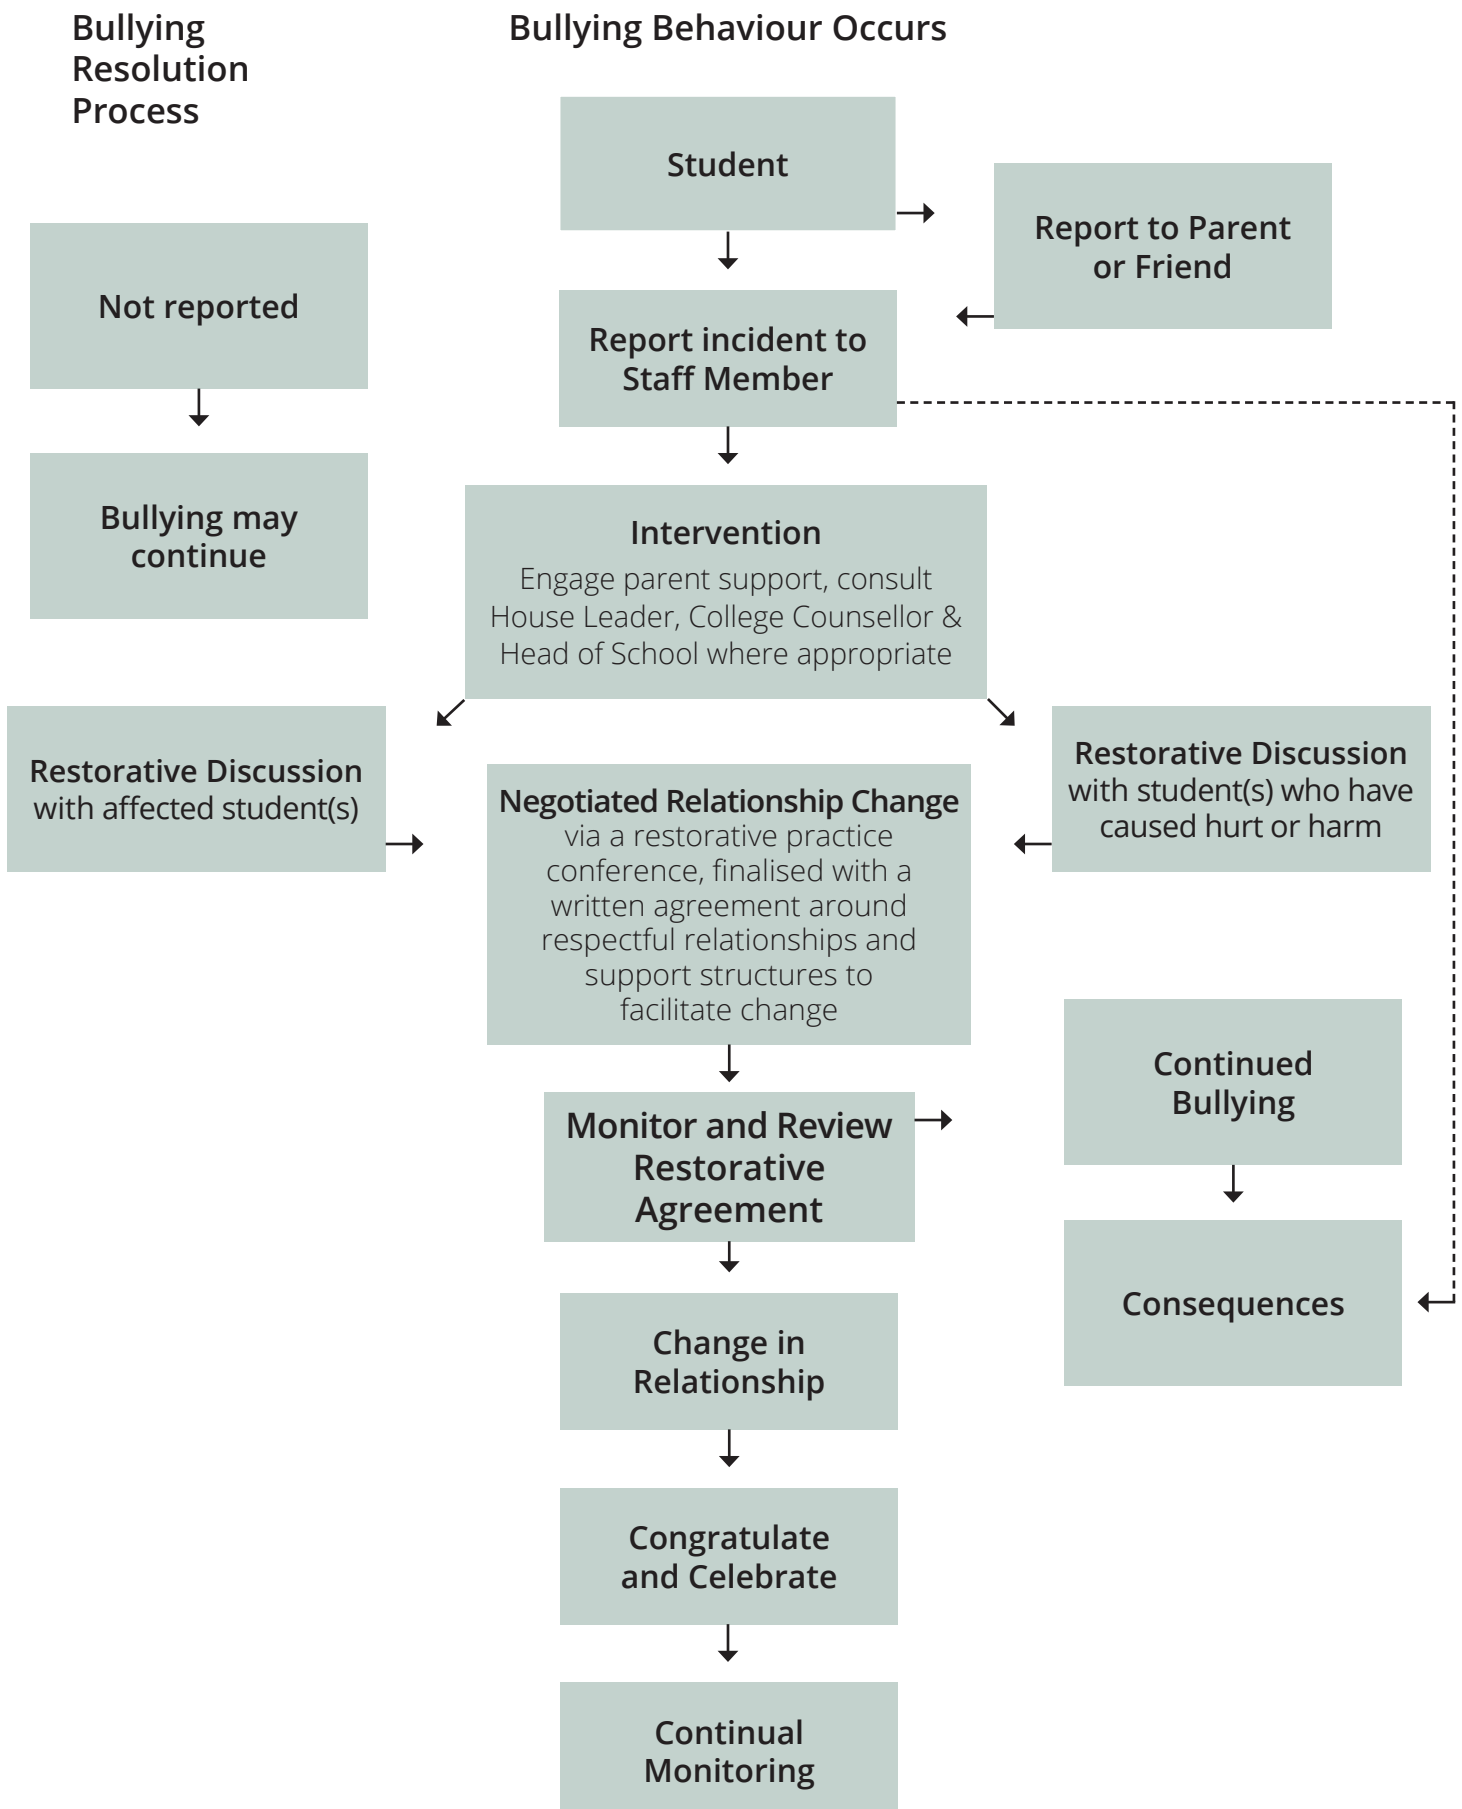 Bullying
Resolution
Process
Bullying Behaviour Occurs
Student
Report to Parent
or Friend
Not reported
Report incident to
Staff Member
Bullying may
continue
Intervention
Engage parent support, consult
House Leader, College Counsellor &
Head of School where appropriate
Restorative Discussion
with affected student(s)
Restorative Discussion
with student(s) who have
caused hurt or harm
Negotiated Relationship Change
via a restorative practice
conference, finalised with a
written agreement around
respectful relationships and
support structures to
facilitate change
Continued
Bullying
Monitor and Review
Restorative
Agreement
Consequences
Change in
Relationship
Congratulate
and Celebrate
Continual
Monitoring